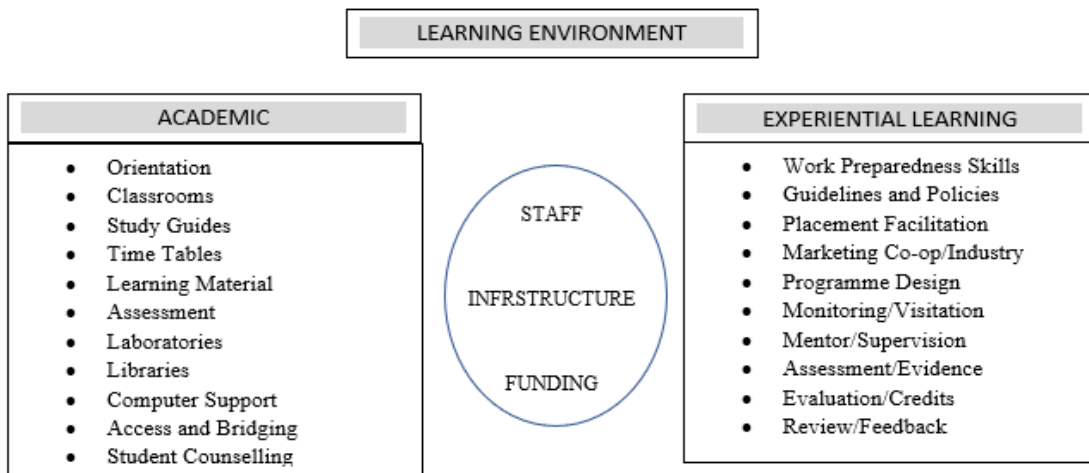 LEARNING ENVIRONMENT
ACADEMIC
• Orientation
• Classrooms
• Study Guides
• Time Tables
• Learning Material
• Assessment
• Laboratories
• Libraries
• Computer Support
• Access and Bridging
• Student Counselling
STAFF
INFRSTRUCTURE
FUNDING
EXPERIENTIAL LEARNING
• Work Preparedness Skills
• Guidelines and Policies
• Placement Facilitation
• Marketing Co-op/Industry
• Programme Design
• Monitoring/Visitation
• Mentor/Supervision
• Assessment/Evidence
• Evaluation/Credits
• Review/Feedback